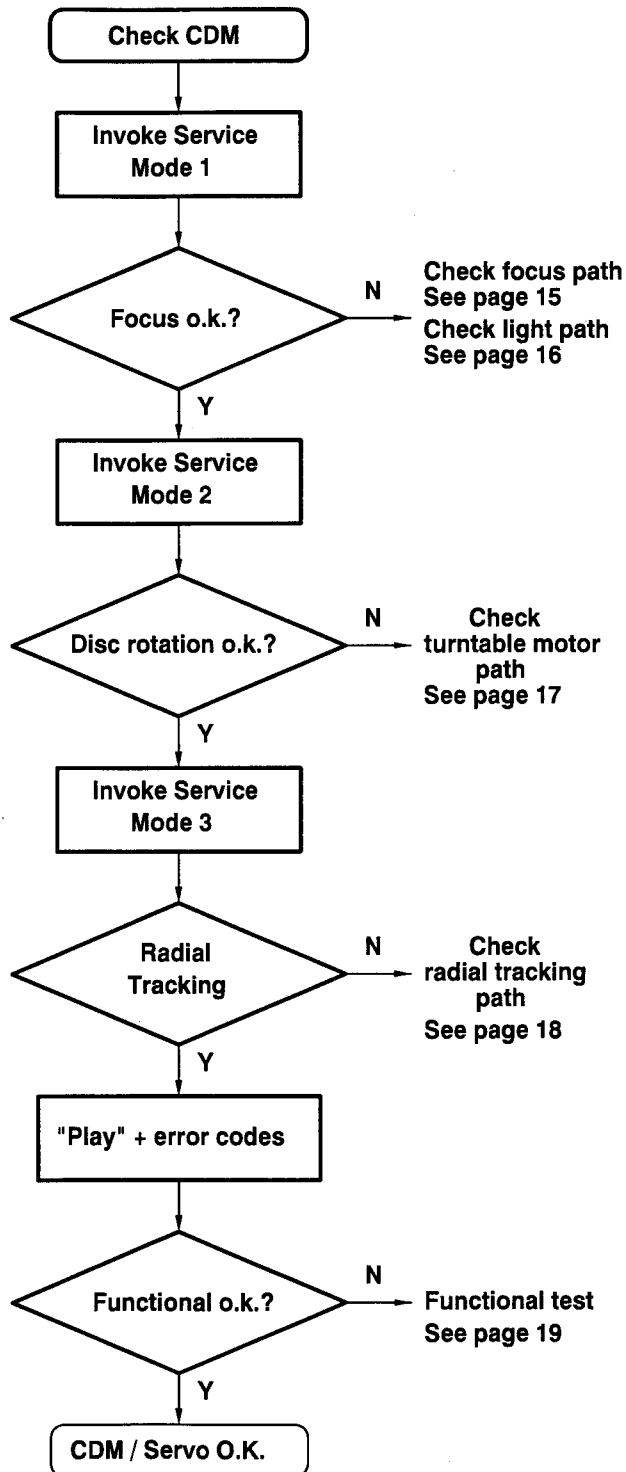 Check CDM
Invoke Service
Mode 1
Focus o.k.?
N
Check focus path
See page 15
Check light path
See page 16
Y
Invoke Service
Mode 2
Disc rotation o.k.?
N
Check
turntable motor
path
See page 17
Y
Invoke Service
Mode 3
Radial
Tracking
N
Check
radial tracking
path
See page 18
Y
"Play" + error codes
Functional o.k.?
N
Functional test
See page 19
Y
CDM / Servo O.K.